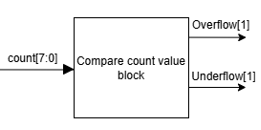 Overflow[1]
count[7:0]
Compare count value
block
Underflow[1]